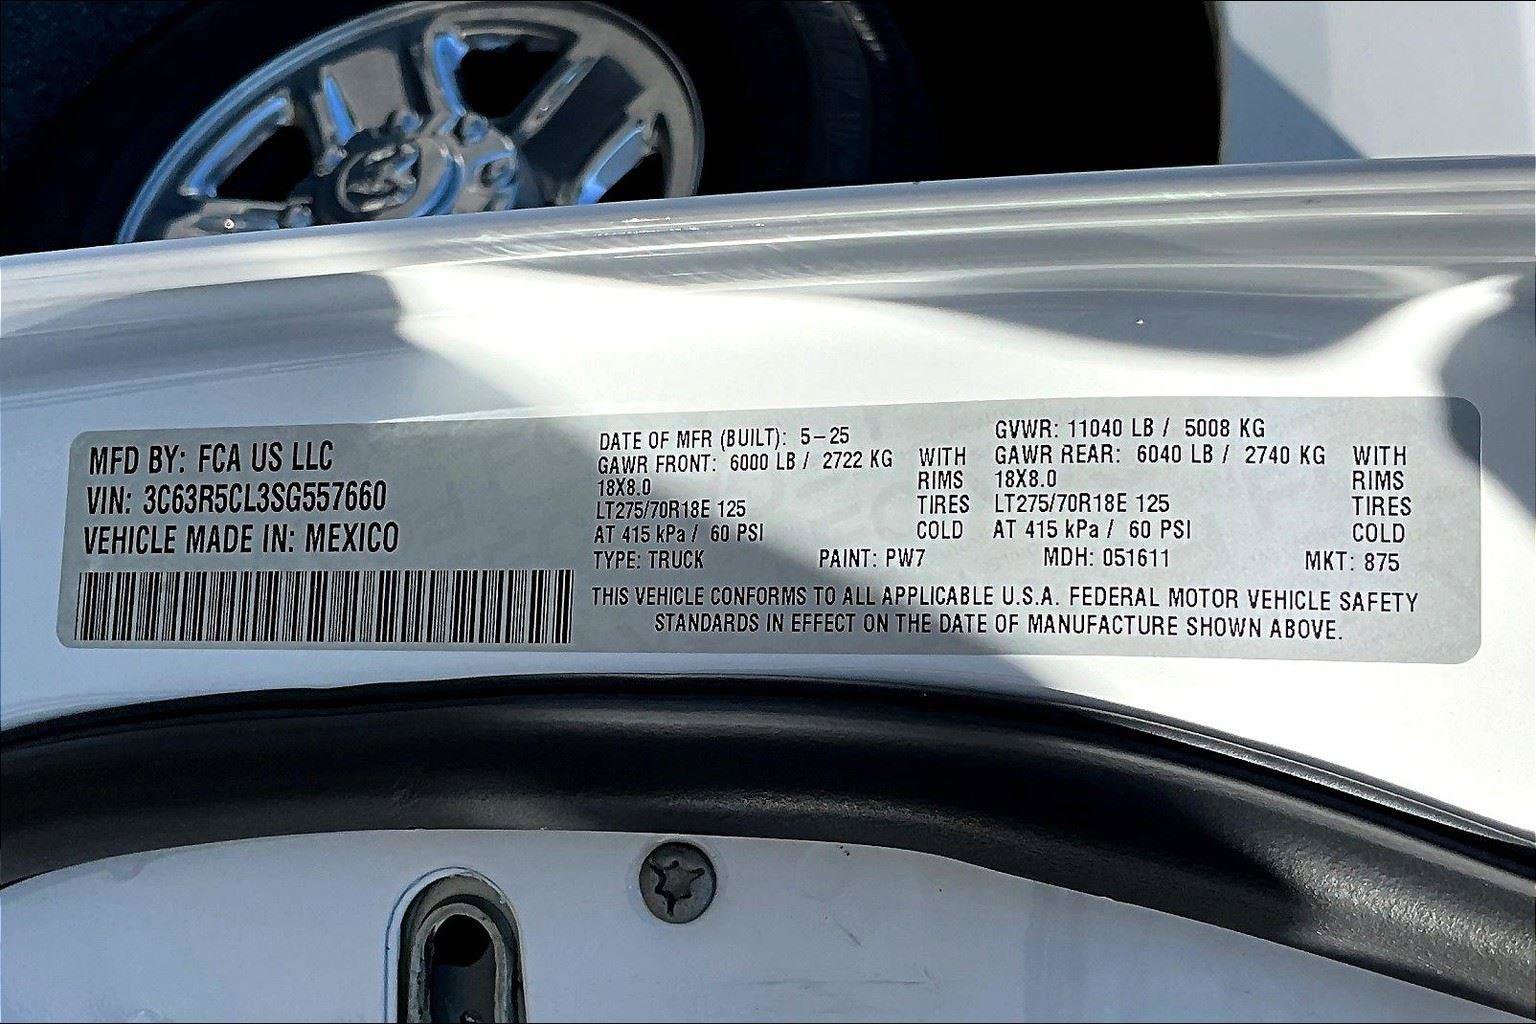 MFD BY: FCA US LLC
VIN: 3C63R5CL3SG557660
VEHICLE MADE IN: MEXICO
DATE OF MFR (BUILT): 5-25
GAWR FRONT: 6000 LB / 2722 KG WITH
18X8.0 RIMS
LT275/70R18E 125 TIRES
AT 415 kPa / 60 PSI COLD
GVWR: 11040 LB / 5008 KG
GAWR REAR: 6040 LB / 2740 KG WITH
18X8.0 RIMS
LT275/70R18E 125 TIRES
AT 415 kPa / 60 PSI COLD
TYPE: TRUCK PAINT: PW7 MDH: 051611 MKT: 875
THIS VEHICLE CONFORMS TO ALL APPLICABLE U.S.A. FEDERAL MOTOR VEHICLE SAFETY
STANDARDS IN EFFECT ON THE DATE OF MANUFACTURE SHOWN ABOVE.